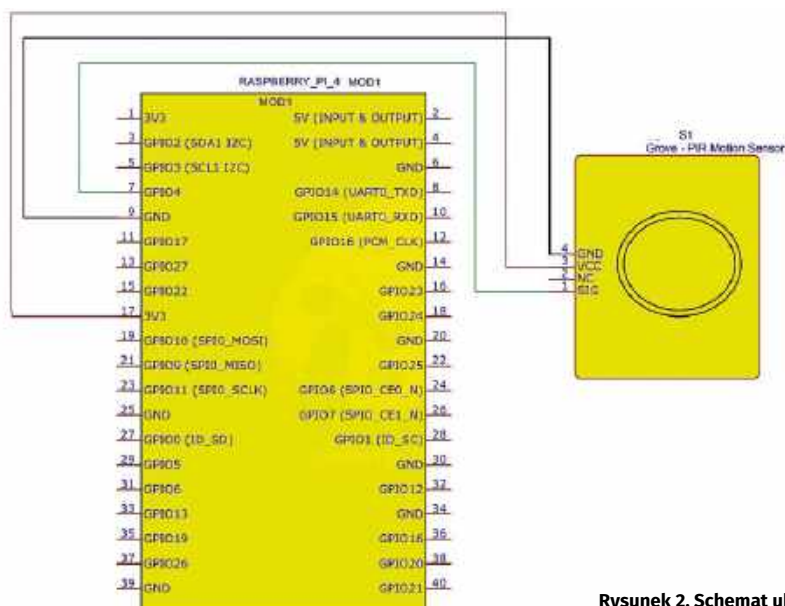 RASPBERRY_PI_4 MOD1
MOD1
1 3V3 5V (INPUT & OUTPUT) 2
3 GPIO2 (SDA1 I2C) 5V (INPUT & OUTPUT) 4
5 GPIO3 (SCL1 I2C) GND 6
7 GPIO4 GPIO14 (UART0_TXD) 8
9 GND GPIO15 (UART0_RXD) 10
11 GPIO17 GPIO18 (PCM_CLK) 12
13 GPIO27 GND 14
15 GPIO22 GPIO23 16
17 3V3 GPIO24 18
19 GPIO10 (SPI0_MOSI) GND 20
21 GPIO9 (SPI0_MISO) GPIO25 22
23 GPIO11 (SPI0_SCLK) GPIO8 (SPI0_CE0_N) 24
25 GND GPIO7 (SPI0_CE1_N) 26
27 GPIO0 (ID_SD) GPIO1 (ID_SC) 28
29 GPIO5 GND 30
31 GPIO6 GPIO12 32
33 GPIO13 GND 34
35 GPIO19 GPIO16 36
37 GPIO26 GPIO20 38
39 GND GPIO21 40
S1
Grove - PIR Motion Sensor
4 GND
3 VCC
2 NC
1 SIG
Rysunek 2. Schemat